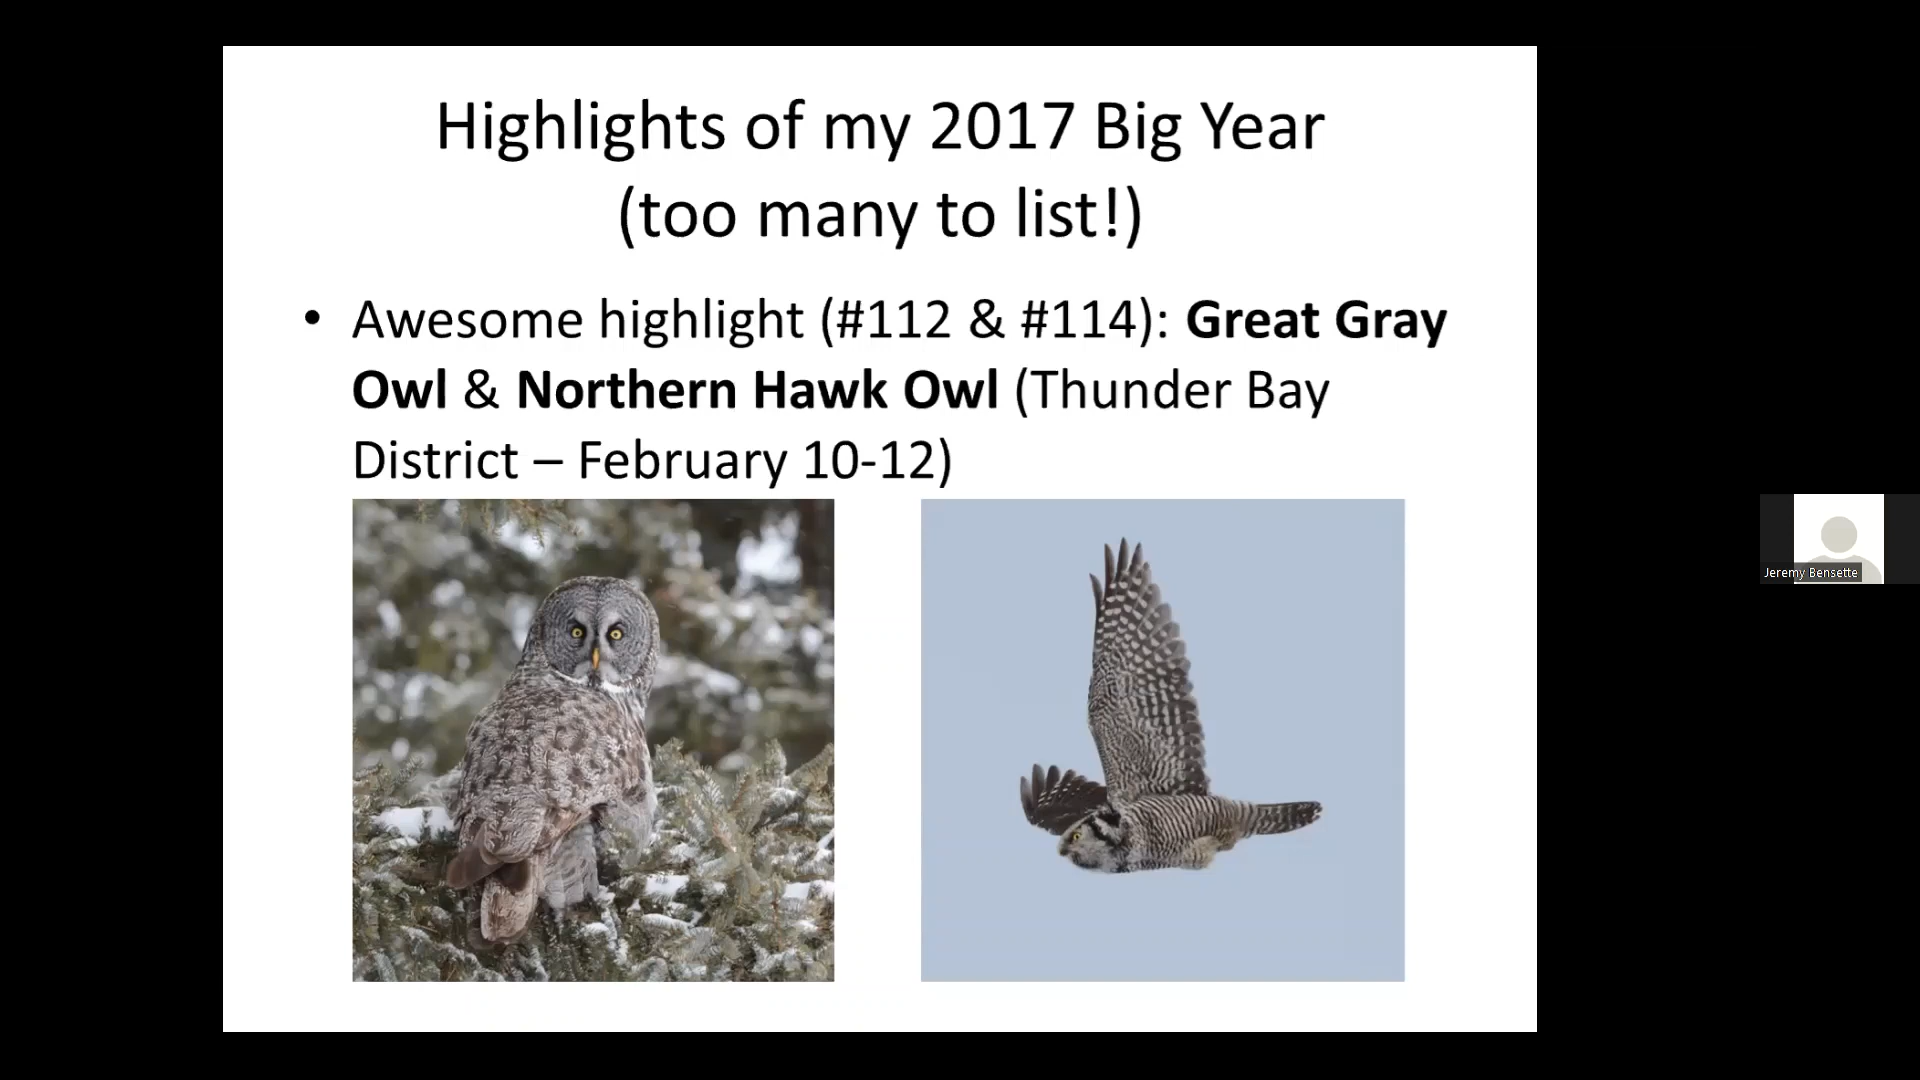 Highlights of my 2017 Big Year
(too many to list!)
• Awesome highlight (#112 & #114): Great Gray
Owl & Northern Hawk Owl (Thunder Bay
District – February 10-12)
Jeremy Bensette